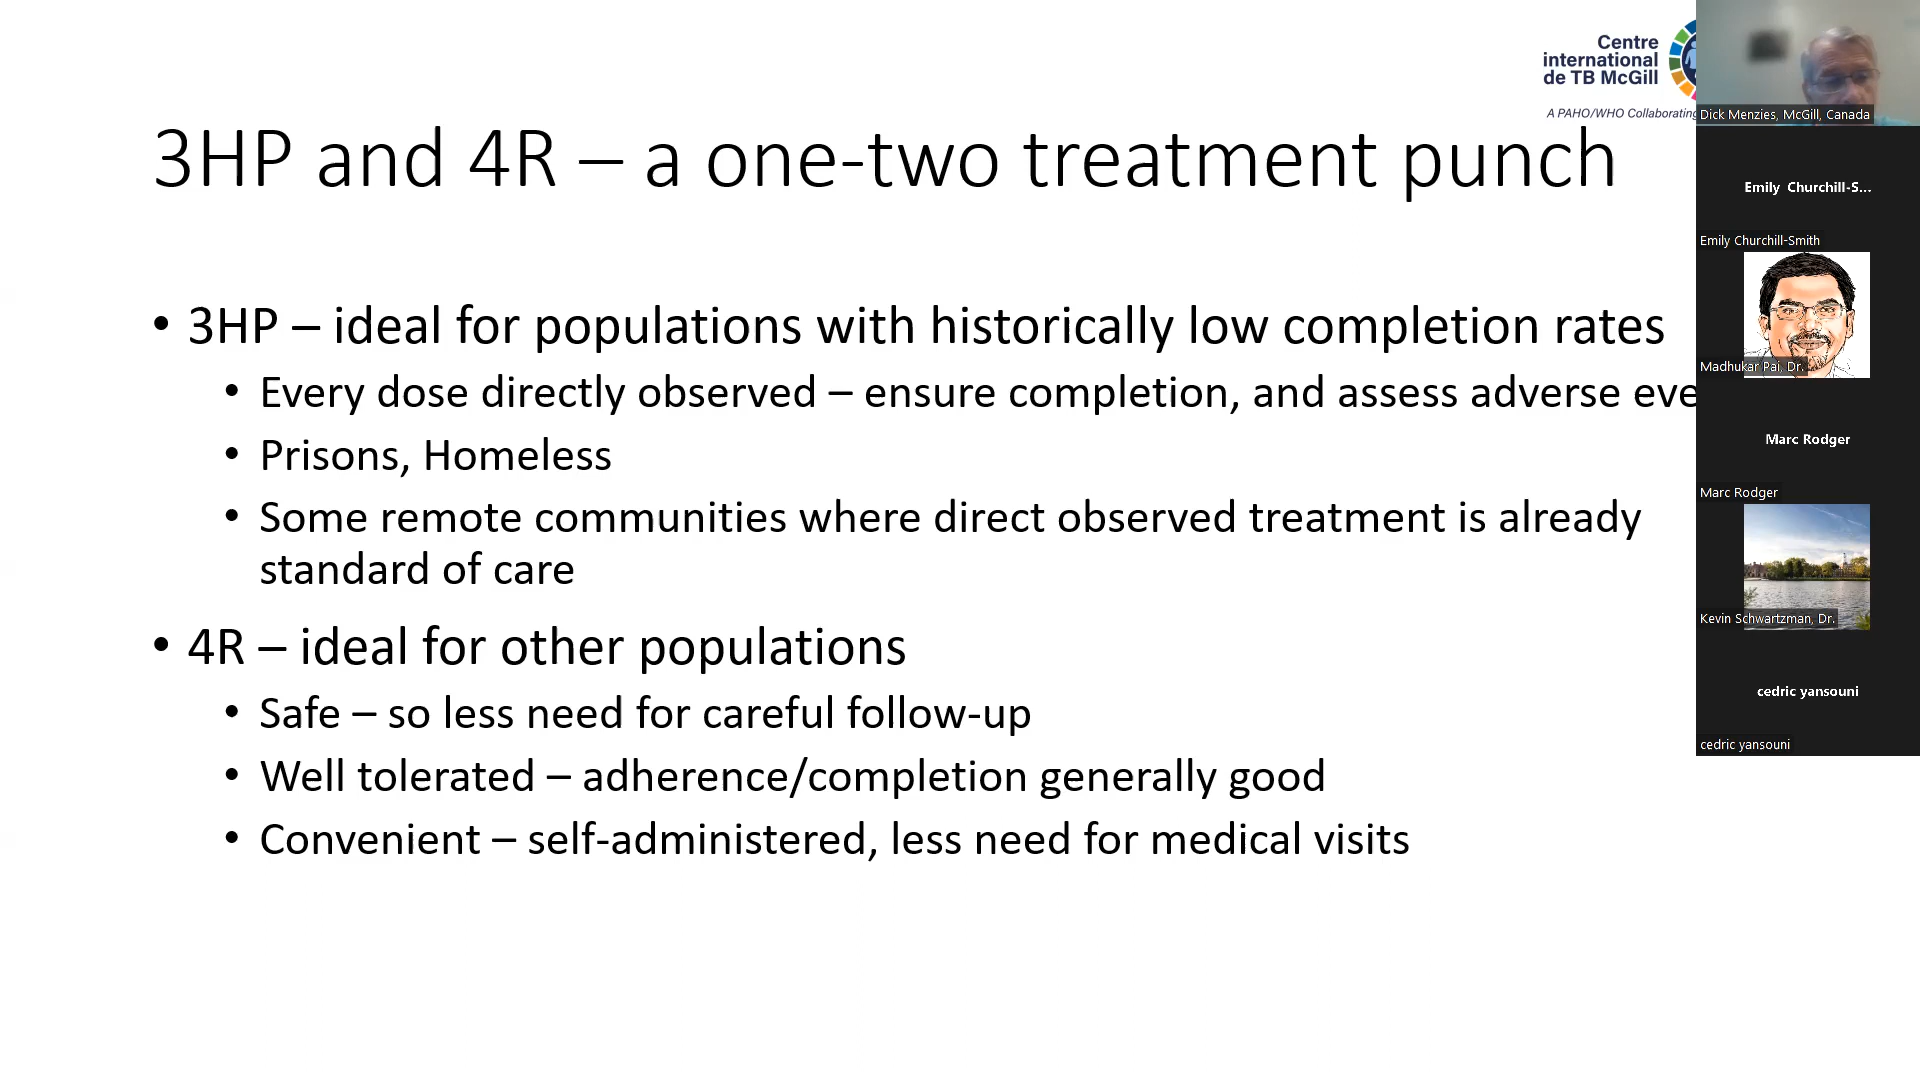 Centre
international
de TB McGill
A PAHO/WHO Collaborating
3HP and 4R – a one-two treatment punch
• 3HP – ideal for populations with historically low completion rates
• Every dose directly observed – ensure completion, and assess adverse eve
• Prisons, Homeless
• Some remote communities where direct observed treatment is already
standard of care
• 4R – ideal for other populations
• Safe – so less need for careful follow-up
• Well tolerated – adherence/completion generally good
• Convenient – self-administered, less need for medical visits
Dick Menzies, McGill, Canada
Emily Churchill-S...
Emily Churchill-Smith
Madhukar Pai, Dr.
Marc Rodger
Marc Rodger
Kevin Schwartzman, Dr.
cedric yansouni
cedric yansouni